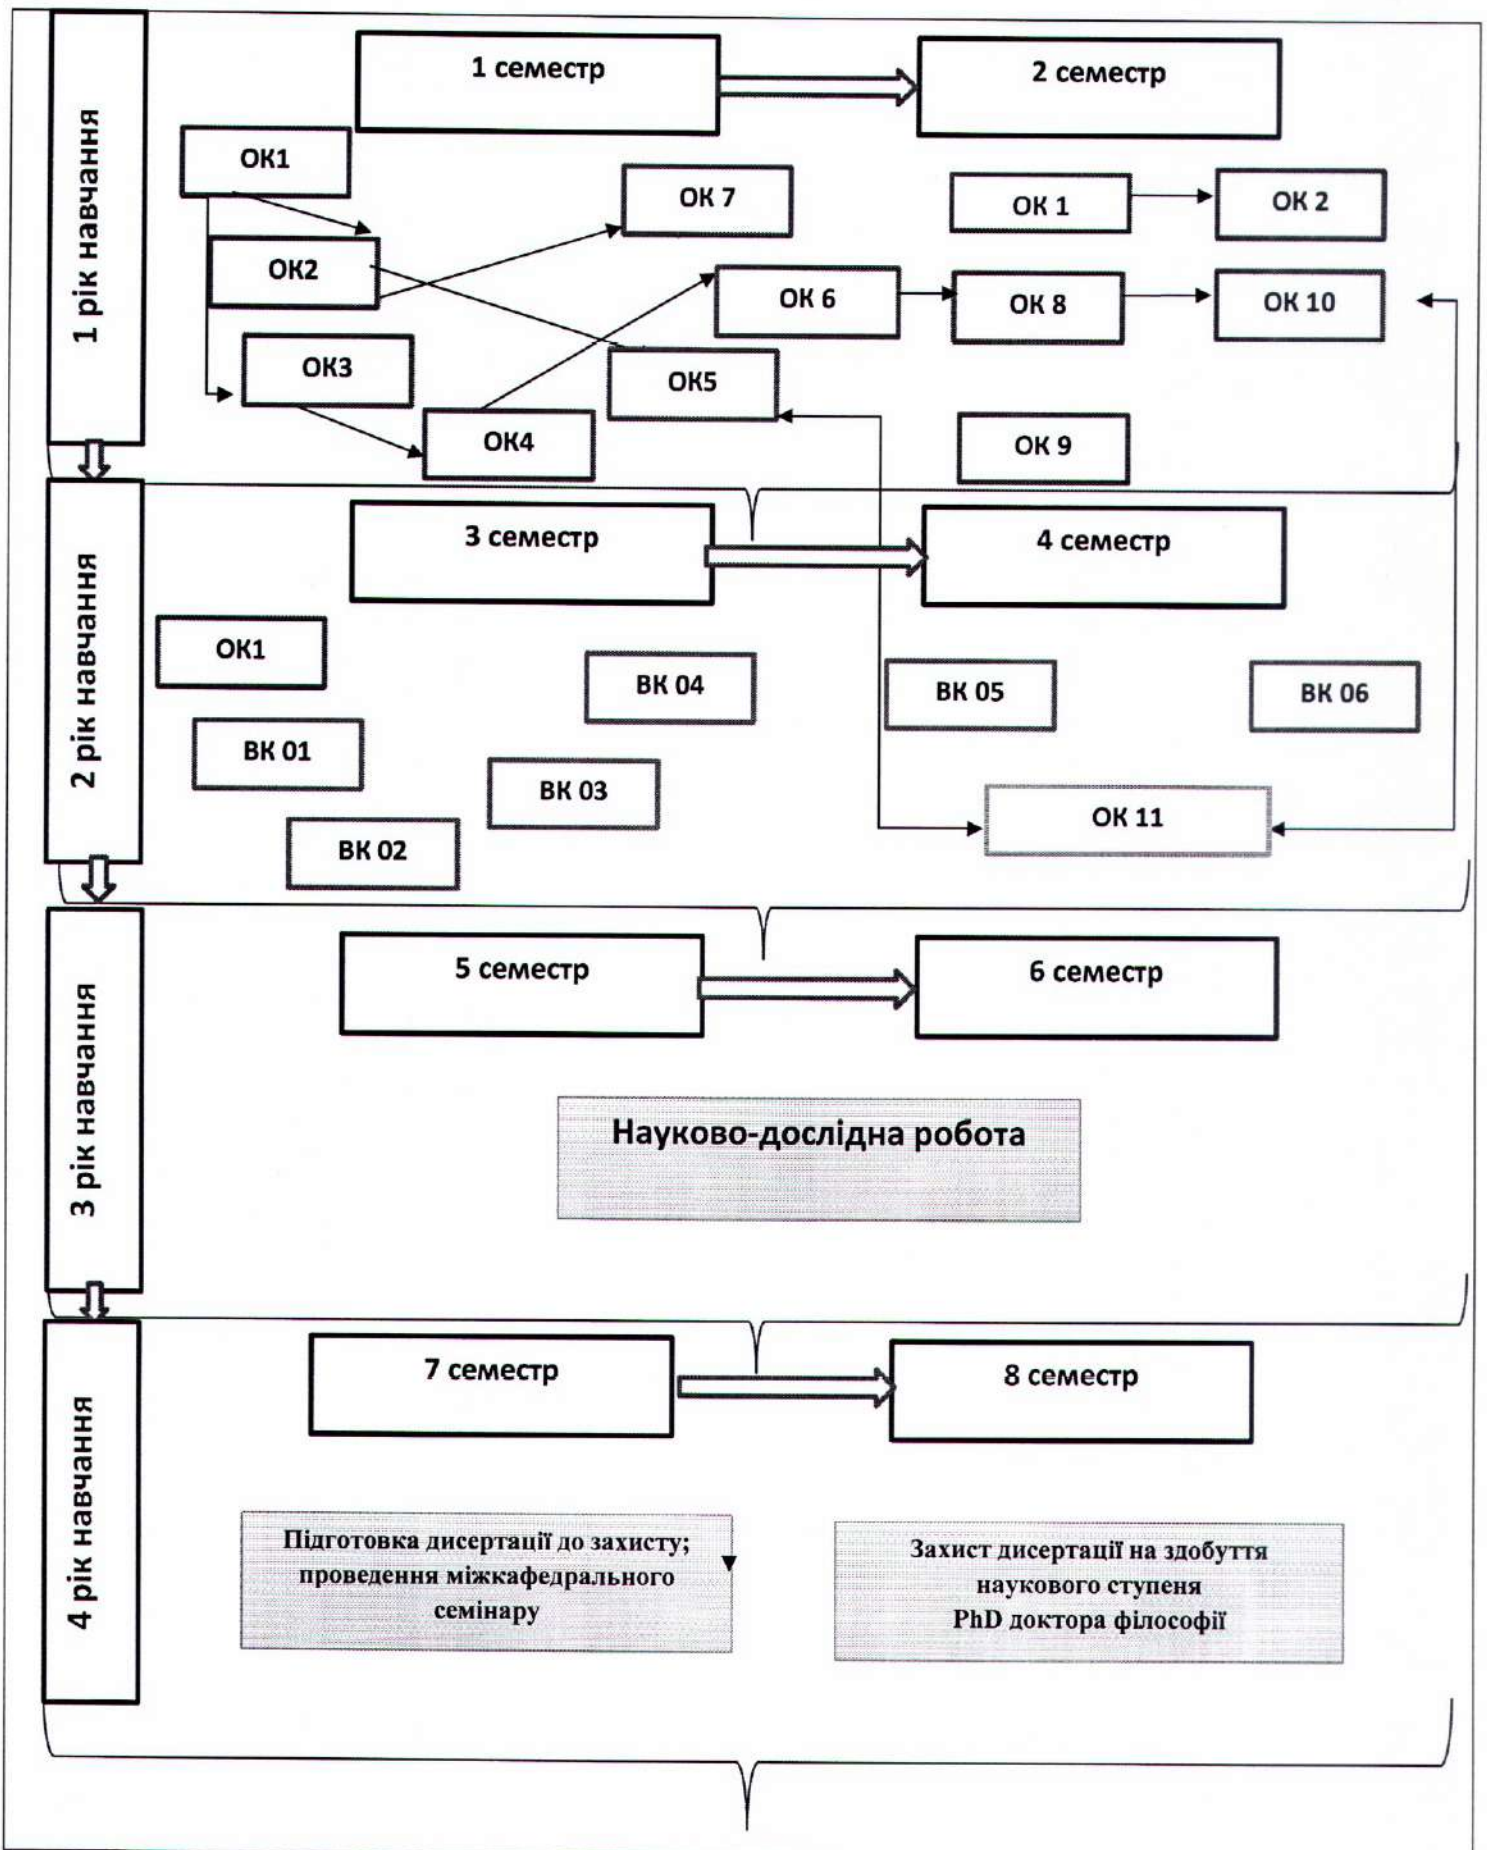 1 рік навчання
1 семестр
2 семестр
ОК1
ОК 7
ОК 1
ОК 2
ОК2
ОК 6
ОК 8
ОК 10
ОК3
ОК5
ОК4
ОК 9
2 рік навчання
3 семестр
4 семестр
ОК1
ВК 04
ВК 05
ВК 06
ВК 01
ВК 03
ОК 11
ВК 02
3 рік навчання
5 семестр
6 семестр
Науково-дослідна робота
4 рік навчання
7 семестр
8 семестр
Підготовка дисертації до захисту;
проведення міжкафедрального
семінару
Захист дисертації на здобуття
наукового ступеня
PhD доктора філософії